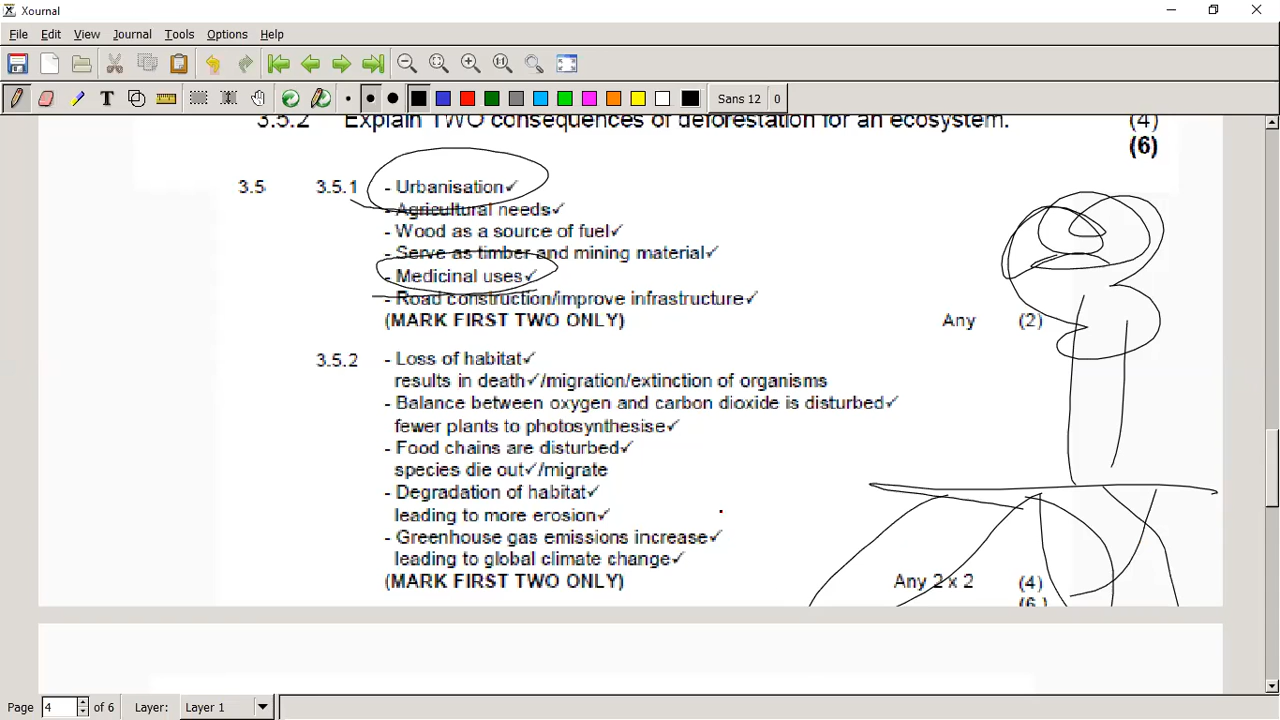 Xournal
File Edit View Journal Tools Options Help
Sans 12 0
3.5.2 Explain TWO consequences of deforestation for an ecosystem. (4)
(6)
3.5 3.5.1 - Urbanisation✓
- Agricultural needs✓
- Wood as a source of fuel✓
- Serve as timber and mining material✓
- Medicinal uses✓
- Road construction/improve infrastructure✓
(MARK FIRST TWO ONLY) Any (2)
3.5.2 - Loss of habitat✓
results in death✓/migration/extinction of organisms
- Balance between oxygen and carbon dioxide is disturbed✓
fewer plants to photosynthesise✓
- Food chains are disturbed✓
species die out✓/migrate
- Degradation of habitat✓
leading to more erosion✓
- Greenhouse gas emissions increase✓
leading to global climate change✓
(MARK FIRST TWO ONLY) Any 2 x 2 (4)
(6)
Page 4 of 6 Layer: Layer 1